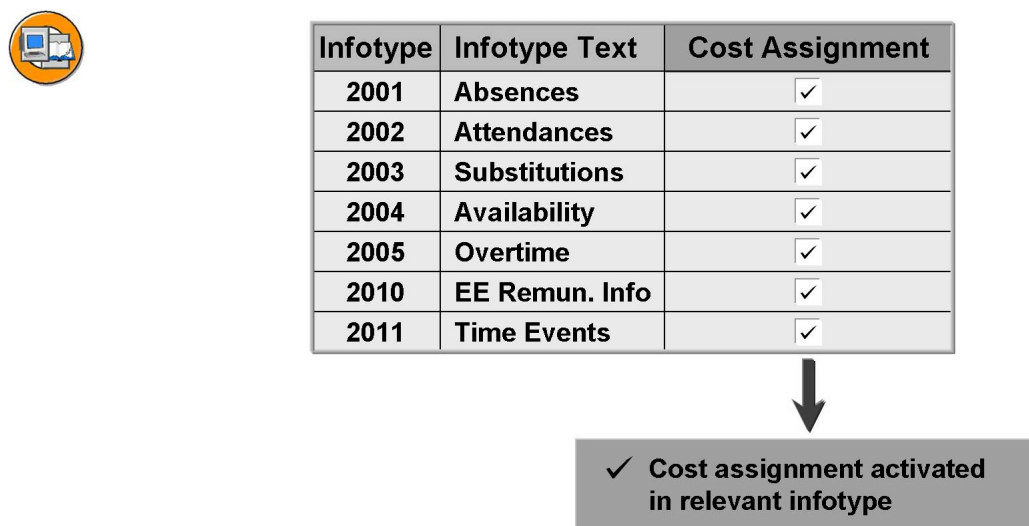 Infotype Infotype Text Cost Assignment
2001 Absences ✓
2002 Attendances ✓
2003 Substitutions ✓
2004 Availability ✓
2005 Overtime ✓
2010 EE Remun. Info ✓
2011 Time Events ✓
✓ Cost assignment activated
in relevant infotype